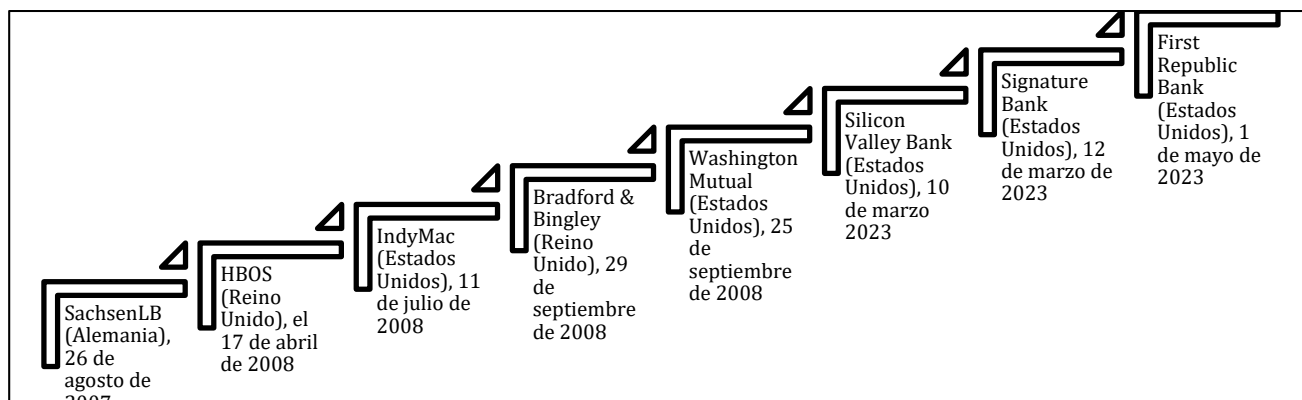 SachsenLB
(Alemania),
26 de
agosto de
2007
HBOS
(Reino
Unido), el
17 de abril
de 2008
IndyMac
(Estados
Unidos), 11
de julio de
2008
Bradford &
Bingley
(Reino
Unido), 29
de
septiembre
de 2008
Washington
Mutual
(Estados
Unidos), 25
de
septiembre
de 2008
Silicon
Valley Bank
(Estados
Unidos), 10
de marzo
2023
Signature
Bank
(Estados
Unidos), 12
de marzo de
2023
First
Republic
Bank
(Estados
Unidos), 1
de mayo de
2023